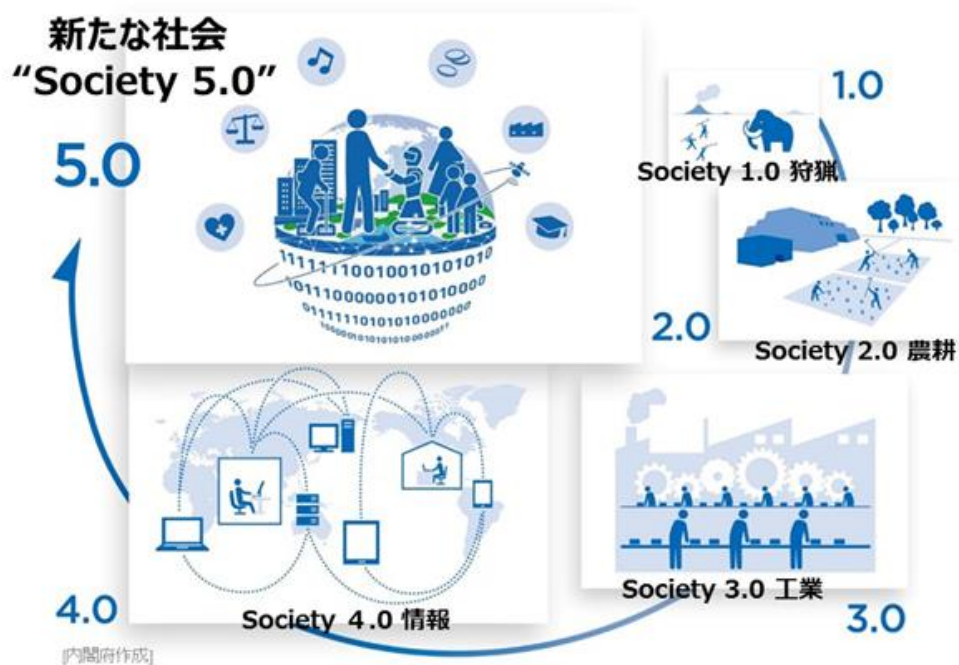 新たな社会
“Society 5.0”
5.0
1111111001001010101010
1.0
Society 1.0 狩猟
2.0
Society 2.0 農耕
4.0
Society 4.0 情報
Society 3.0 工業
3.0
[内閣府作成]